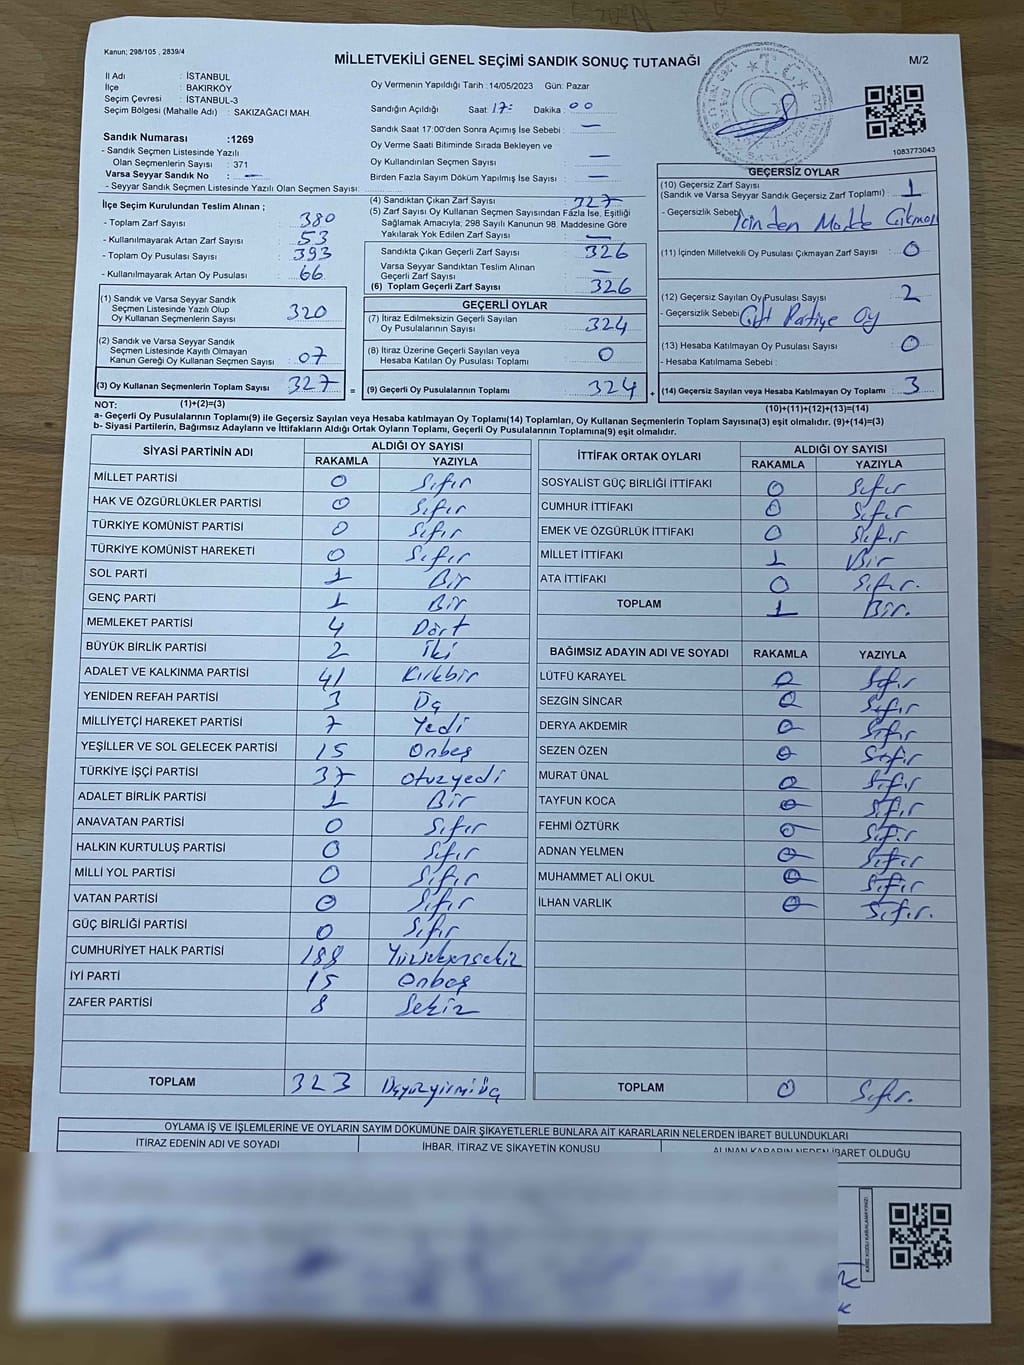 Kanun; 298/105 , 2839/4
MİLLETVEKİLİ GENEL SEÇİMİ SANDIK SONUÇ TUTANAĞI
M/2
İl Adı : İSTANBUL
İlçe : BAKIRKÖY
Seçim Çevresi : İSTANBUL-3
Seçim Bölgesi (Mahalle Adı) : SAKIZAĞACI MAH.
Oy Vermenin Yapıldığı Tarih : 14/05/2023 Gün: Pazar
Sandığın Açıldığı Saat : 17: Dakika : 00
Sandık Saat 17:00'den Sonra Açımış İse Sebebi : —
Oy Verme Saati Bitiminde Sırada Bekleyen ve
Oy Kullandırılan Seçmen Sayısı : —
Birden Fazla Sayım Döküm Yapılmış İse Sayısı : —
1083773043
Sandık Numarası :1269
- Sandık Seçmen Listesinde Yazılı
Olan Seçmenlerin Sayısı : 371
Varsa Seyyar Sandık No : —
- Seyyar Sandık Seçmen Listesinde Yazılı Olan Seçmen Sayısı:
İlçe Seçim Kurulundan Teslim Alınan ;
- Toplam Zarf Sayısı : 380
- Kullanılmayarak Artan Zarf Sayısı : 53
- Toplam Oy Pusulası Sayısı : 393
- Kullanılmayarak Artan Oy Pusulası : 66
(1) Sandık ve Varsa Seyyar Sandık
Seçmen Listesinde Yazılı Olup
Oy Kullanan Seçmenlerin Sayısı : 320
(2) Sandık ve Varsa Seyyar Sandık
Seçmen Listesinde Kayıtlı Olmayan
Kanun Gereği Oy Kullanan Seçmen Sayısı : 07
(3) Oy Kullanan Seçmenlerin Toplam Sayısı : 327 =
(1)+(2)=(3)
(4) Sandıktan Çıkan Zarf Sayısı : 327
(5) Zarf Sayısı Oy Kullanan Seçmen Sayısından Fazla İse, Eşitliği
Sağlamak Amacıyla; 298 Sayılı Kanunun 98. Maddesine Göre
Yakılarak Yok Edilen Zarf Sayısı : —
Sandıkta Çıkan Geçerli Zarf Sayısı : 326
Varsa Seyyar Sandıktan Teslim Alınan
Geçerli Zarf Sayısı : —
(6) Toplam Geçerli Zarf Sayısı : 326
GEÇERLİ OYLAR
(7) İtiraz Edilmeksizin Geçerli Sayılan
Oy Pusulalarının Sayısı : 324
(8) İtiraz Üzerine Geçerli Sayılan veya
Hesaba Katılan Oy Pusulası Toplamı : 0
(9) Geçerli Oy Pusulalarının Toplamı : 324 +
GEÇERSİZ OYLAR
(10) Geçersiz Zarf Sayısı : 1
(Sandık ve Varsa Seyyar Sandık Geçersiz Zarf Toplamı)
- Geçersizlik Sebebi İçinden Madde Çıkması
(11) İçinden Milletvekili Oy Pusulası Çıkmayan Zarf Sayısı : 0
(12) Geçersiz Sayılan Oy Pusulası Sayısı : 2
- Geçersizlik Sebebi Çift Partiye Oy
(13) Hesaba Katılmayan Oy Pusulası Sayısı : 0
- Hesaba Katılmama Sebebi :
(14) Geçersiz Sayılan veya Hesaba Katılmayan Oy Toplamı : 3
(10)+(11)+(12)+(13)=(14)
NOT:
a- Geçerli Oy Pusulalarının Toplamı(9) ile Geçersiz Sayılan veya Hesaba katılmayan Oy Toplamı(14) Toplamları, Oy Kullanan Seçmenlerin Toplam Sayısına(3) eşit olmalıdır. (9)+(14)=(3)
b- Siyasi Partilerin, Bağımsız Adayların ve İttifakların Aldığı Ortak Oyların Toplamı, Geçerli Oy Pusulalarının Toplamına(9) eşit olmalıdır.
SİYASİ PARTİNİN ADI
ALDIĞI OY SAYISI
RAKAMLA YAZIYLA
MİLLET PARTİSİ 0 Sıfır
HAK VE ÖZGÜRLÜKLER PARTİSİ 0 Sıfır
TÜRKİYE KOMÜNİST PARTİSİ 0 Sıfır
TÜRKİYE KOMÜNİST HAREKETİ 0 Sıfır
SOL PARTİ 1 Bir
GENÇ PARTİ 1 Bir
MEMLEKET PARTİSİ 4 Dört
BÜYÜK BİRLİK PARTİSİ 2 İki
ADALET VE KALKINMA PARTİSİ 41 Kırkbir
YENİDEN REFAH PARTİSİ 3 Üç
MİLLİYETÇİ HAREKET PARTİSİ 7 Yedi
YEŞİLLER VE SOL GELECEK PARTİSİ 15 Onbeş
TÜRKİYE İŞÇİ PARTİSİ 37 otuzyedi
ADALET BİRLİK PARTİSİ 1 Bir
ANAVATAN PARTİSİ 0 Sıfır
HALKIN KURTULUŞ PARTİSİ 0 Sıfır
MİLLİ YOL PARTİSİ 0 Sıfır
VATAN PARTİSİ 0 Sıfır
GÜÇ BİRLİĞİ PARTİSİ 0 Sıfır
CUMHURİYET HALK PARTİSİ 188 Yüzseksensekiz
İYİ PARTİ 15 Onbeş
ZAFER PARTİSİ 8 Sekiz
TOPLAM 323 Üçyüzyirmiüç
İTTİFAK ORTAK OYLARI
ALDIĞI OY SAYISI
RAKAMLA YAZIYLA
SOSYALİST GÜÇ BİRLİĞİ İTTİFAKI 0 Sıfır
CUMHUR İTTİFAKI 0 Sıfır
EMEK VE ÖZGÜRLÜK İTTİFAKI 0 Sıfır
MİLLET İTTİFAKI 1 Bir
ATA İTTİFAKI 0 Sıfır.
TOPLAM 1 Bir.
BAĞIMSIZ ADAYIN ADI VE SOYADI RAKAMLA YAZIYLA
LÜTFÜ KARAYEL 0 Sıfır
SEZGİN SİNCAR 0 Sıfır
DERYA AKDEMİR 0 Sıfır
SEZEN ÖZEN 0 Sıfır
MURAT ÜNAL 0 Sıfır
TAYFUN KOCA 0 Sıfır
FEHMİ ÖZTÜRK 0 Sıfır
ADNAN YELMEN 0 Sıfır
MUHAMMET ALİ OKUL 0 Sıfır
İLHAN VARLIK 0 Sıfır.
TOPLAM 0 Sıfır.
OYLAMA İŞ VE İŞLEMLERİNE VE OYLARIN SAYIM DÖKÜMÜNE DAİR ŞİKAYETLERLE BUNLARA AİT KARARLARIN NELERDEN İBARET BULUNDUKLARI
İTİRAZ EDENİN ADI VE SOYADI
İHBAR, İTİRAZ VE ŞİKAYETİN KONUSU
ALINAN KARARIN NEDEN İBARET OLDUĞU